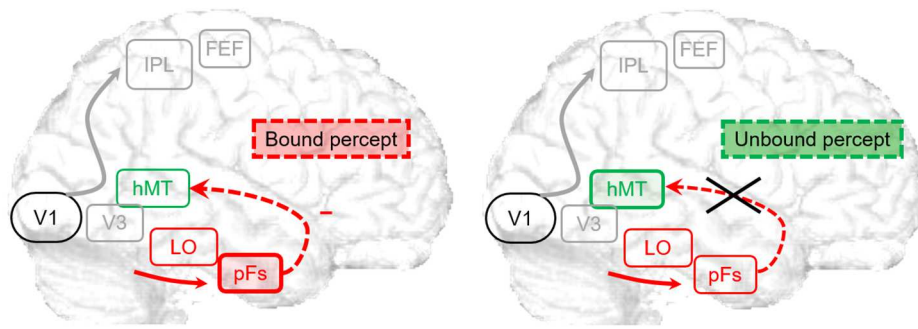 FEF
IPL
Bound percept
hMT
V1
V3
LO
–
pFs
FEF
IPL
Unbound percept
hMT
V1
V3
LO
pFs